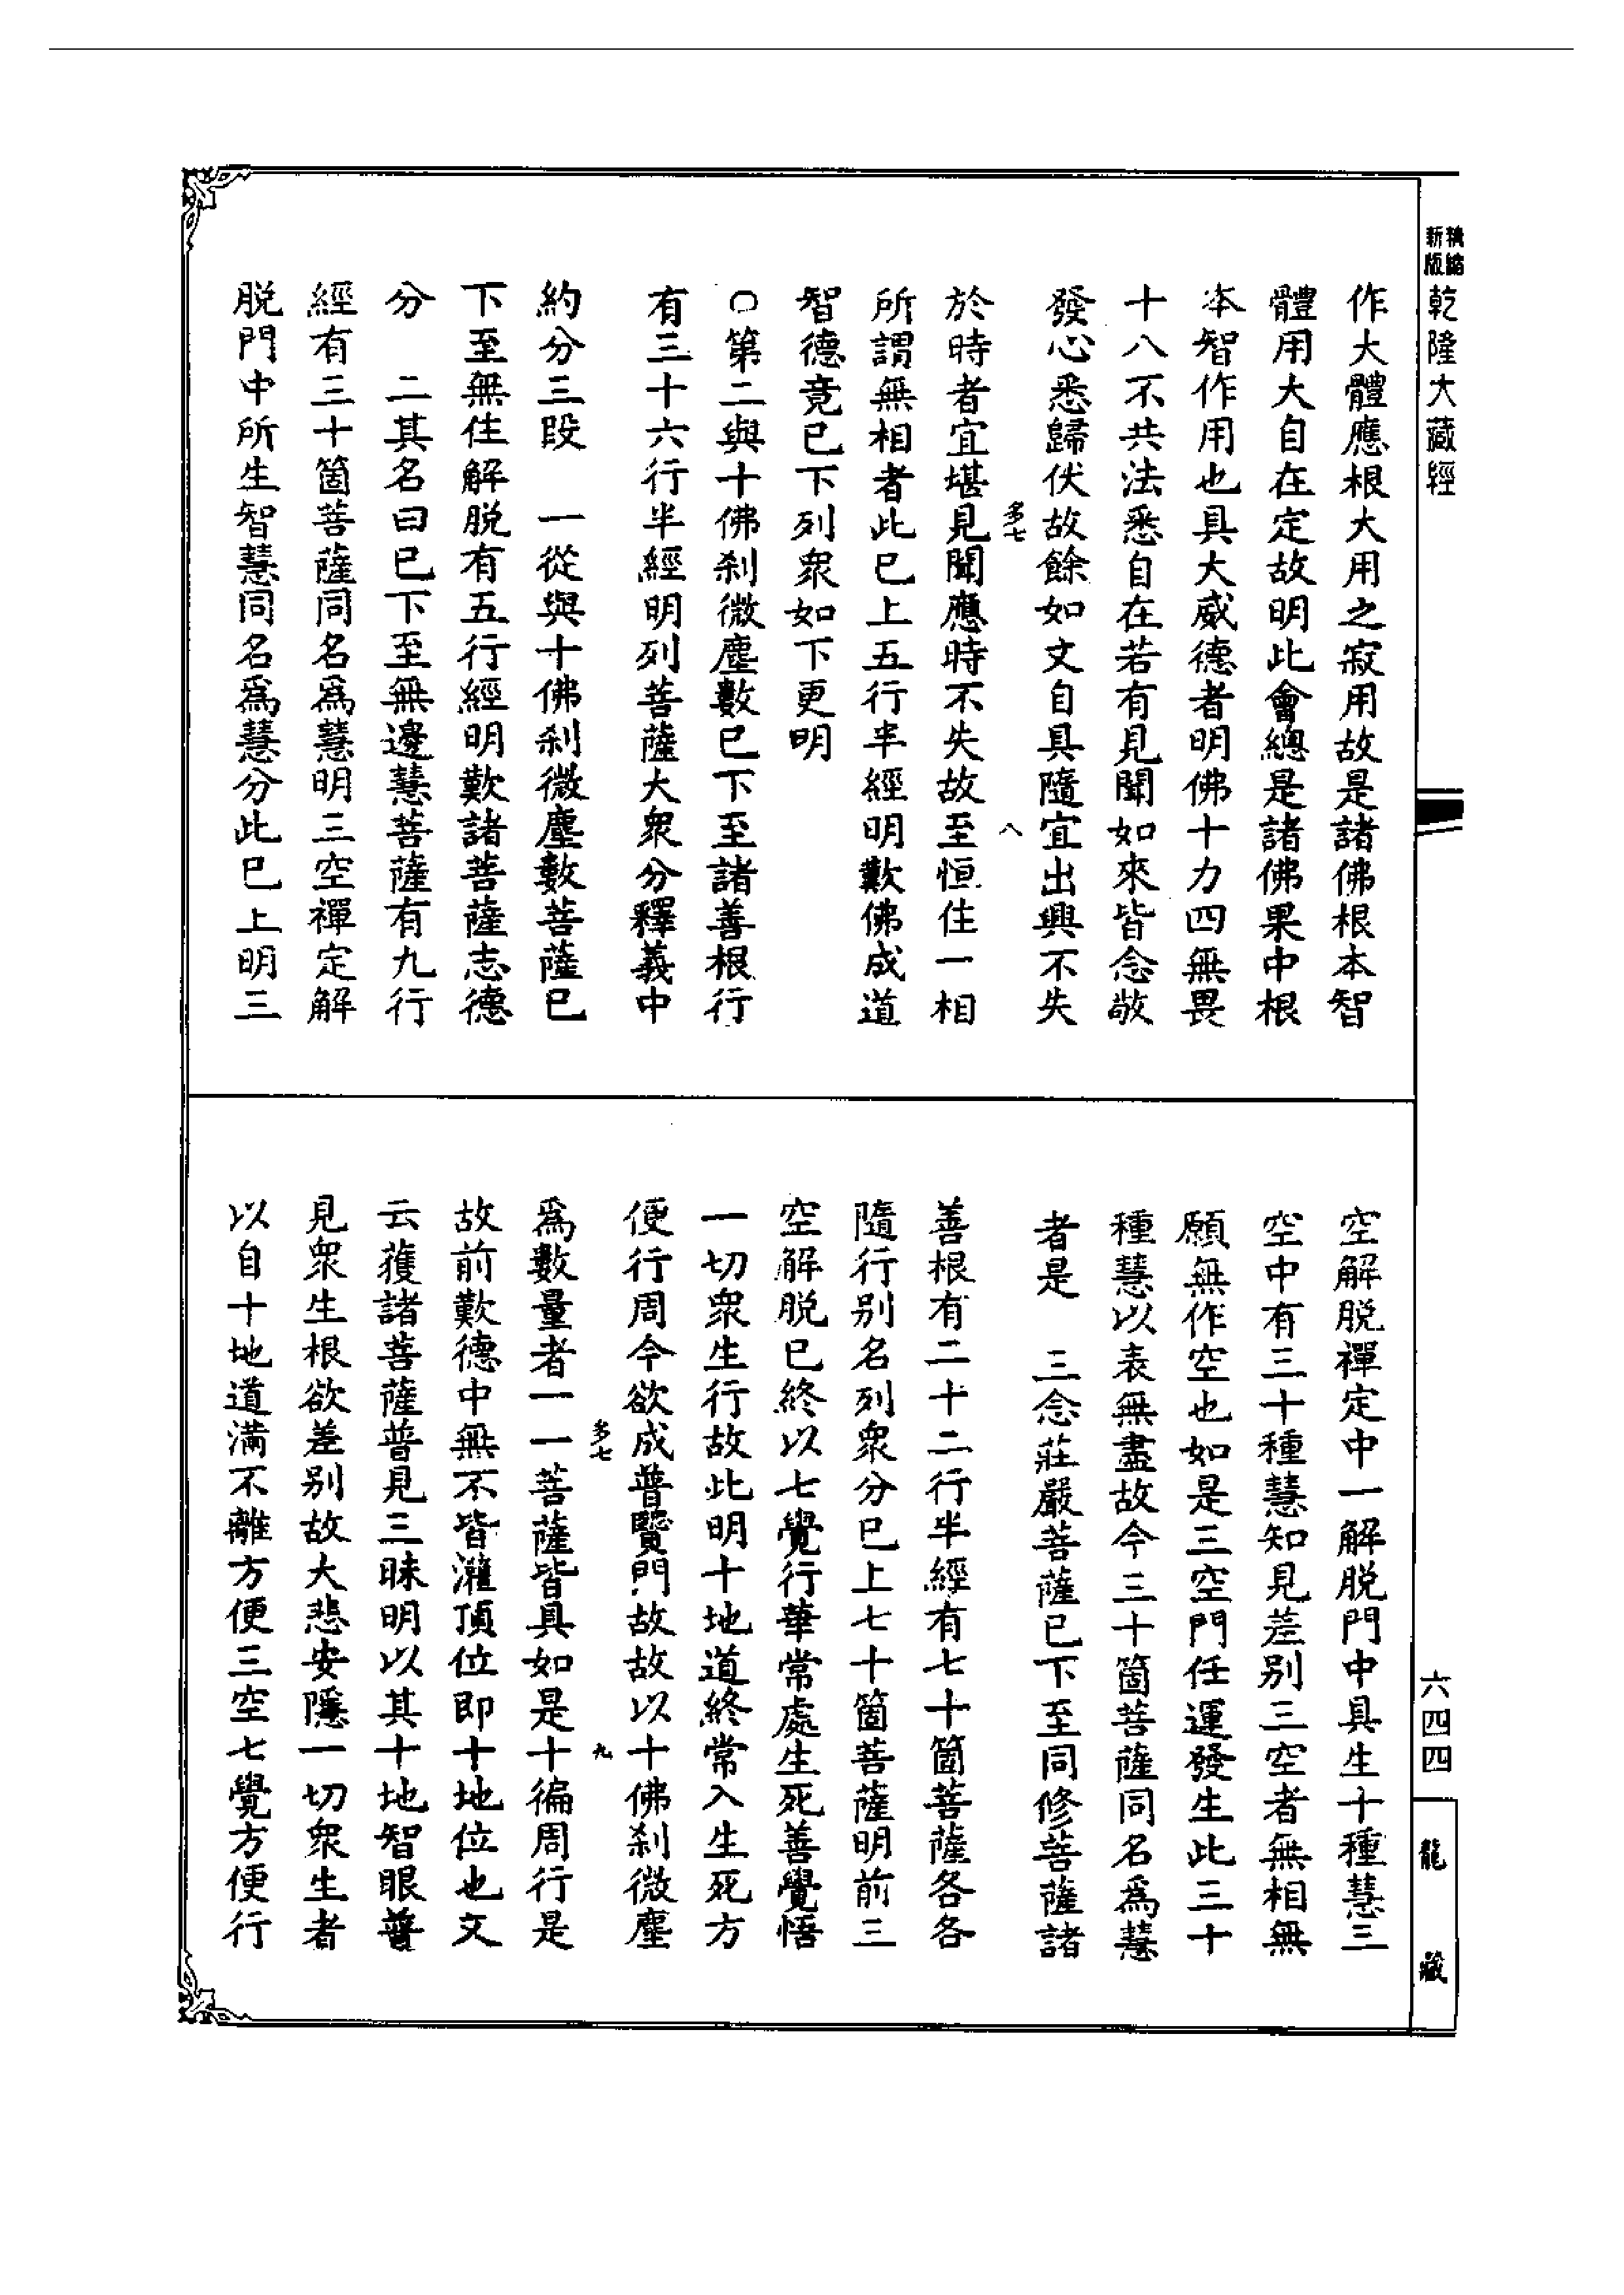 精縮新版
乾隆大藏經
作大體應根大用之寂用故是諸佛根本智
體用大自在定故明此會總是諸佛果中根
本智作用也具大威德者明佛十力四無畏
十八不共法悉自在若有見聞如來皆念敬
發心悉歸伏故餘如文自具隨宜出興不失
多七
八
於時者宜堪見聞應時不失故至恒住一相
所謂無相者此巳上五行半經明歎佛成道
智德竟巳下列衆如下更明
○第二與十佛刹微塵數巳下至諸善根行
有三十六行半經明列菩薩大衆分釋義中
約分三段　一從與十佛刹微塵數菩薩巳
下至無住解脱有五行經明歎諸菩薩志德
分　二其名曰巳下至無邊慧菩薩有九行
經有三十箇菩薩同名爲慧明三空禪定解
脱門中所生智慧同名爲慧分此巳上明三
空解脱禪定中一解脱門中具生十種慧三
空中有三十種慧知見差别三空者無相無
願無作空也如是三空門任運發生此三十
種慧以表無盡故今三十箇菩薩同名爲慧
者是　三念莊嚴菩薩巳下至同修菩薩諸
善根有二十二行半經有七十箇菩薩各各
隨行别名列衆分巳上七十箇菩薩明前三
空解脱巳終以七覺行華常處生死善覺悟
一切衆生行故此明十地道終常入生死方
便行周今欲成普賢門故故以十佛刹微塵
多七
九
爲數量者一一菩薩皆具如是十徧周行是
故前歎德中無不皆灌頂位即十地位也文
云獲諸菩薩普見三昧明以其十地智眼普
見衆生根欲差别故大悲安隱一切衆生者
以自十地道滿不離方便三空七覺方便行
六四四
龍藏